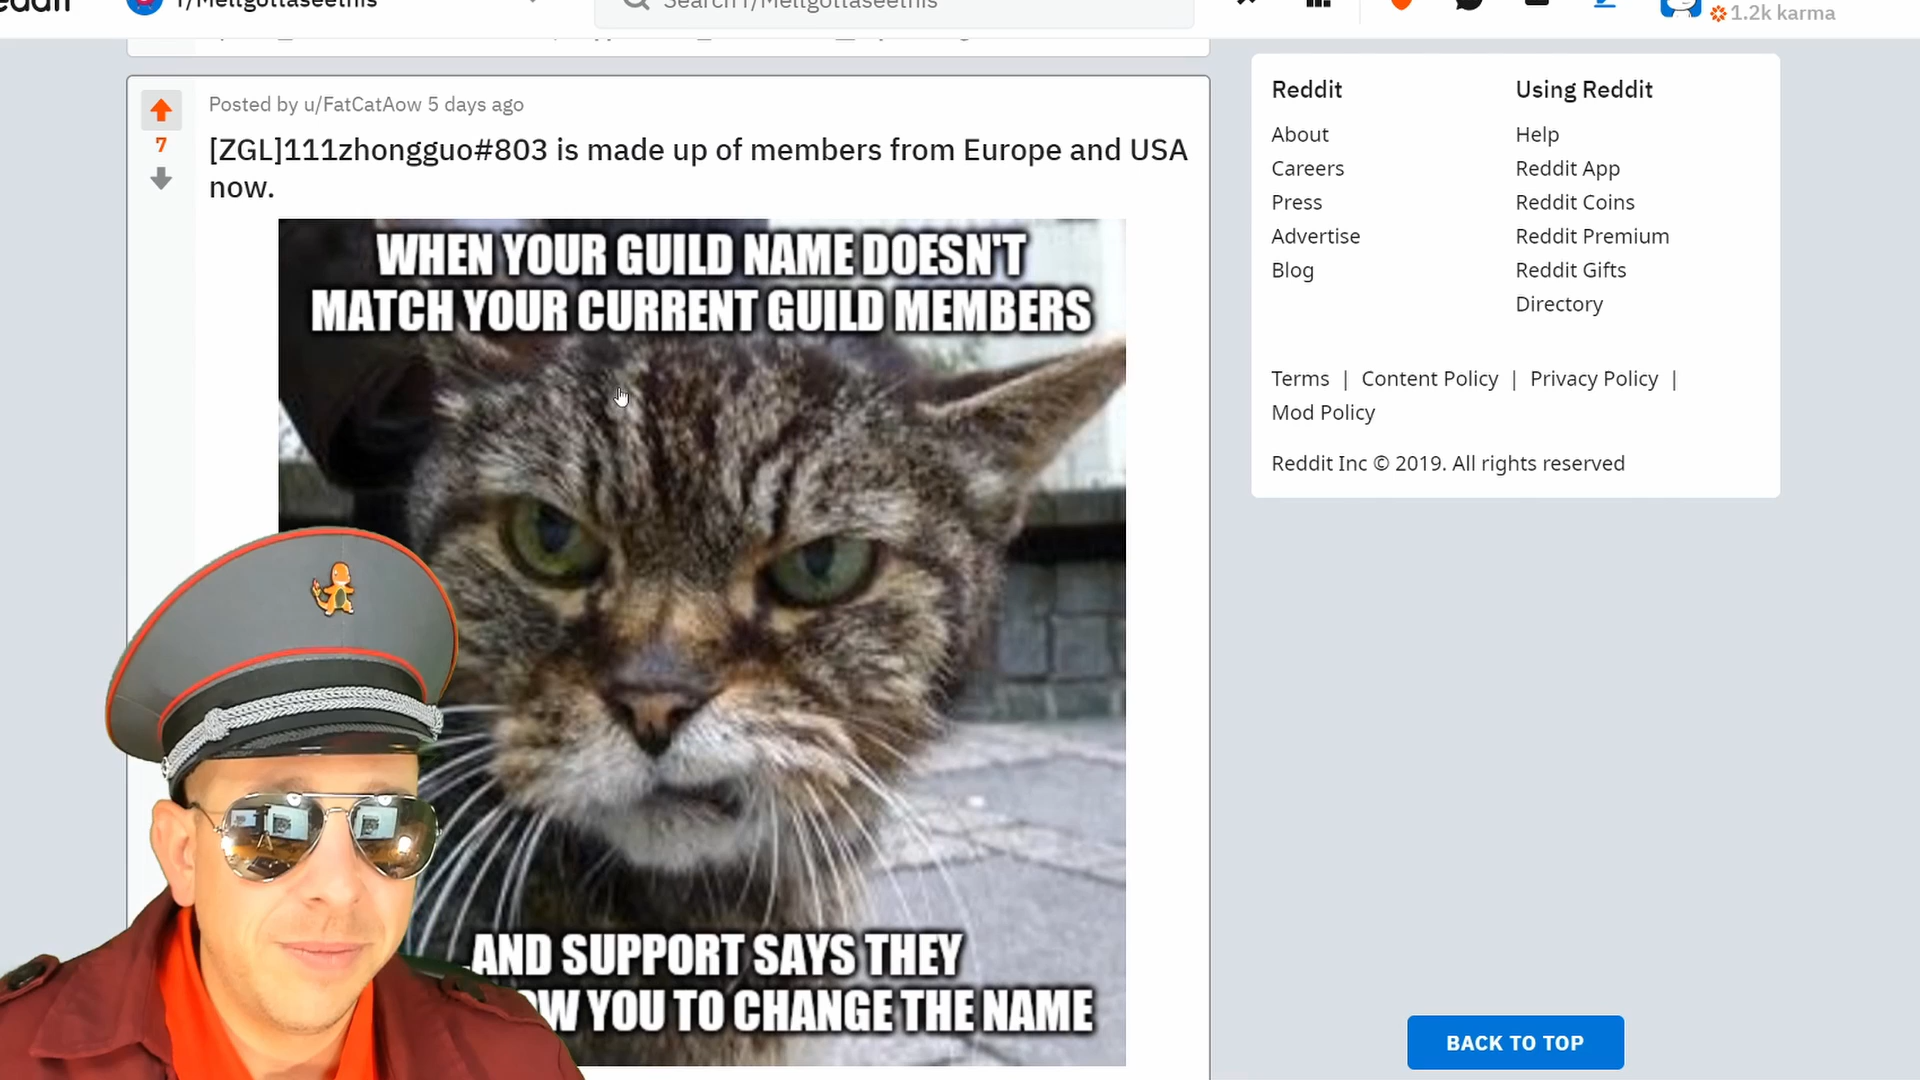 1.2k karma
Posted by u/FatCatAow 5 days ago
7
[ZGL]111zhongguo#803 is made up of members from Europe and USA
now.
WHEN YOUR GUILD NAME DOESN'T
MATCH YOUR CURRENT GUILD MEMBERS
AND SUPPORT SAYS THEY
YOU TO CHANGE THE NAME
Reddit
About
Careers
Press
Advertise
Blog
Using Reddit
Help
Reddit App
Reddit Coins
Reddit Premium
Reddit Gifts
Directory
Terms | Content Policy | Privacy Policy |
Mod Policy
Reddit Inc © 2019. All rights reserved
BACK TO TOP